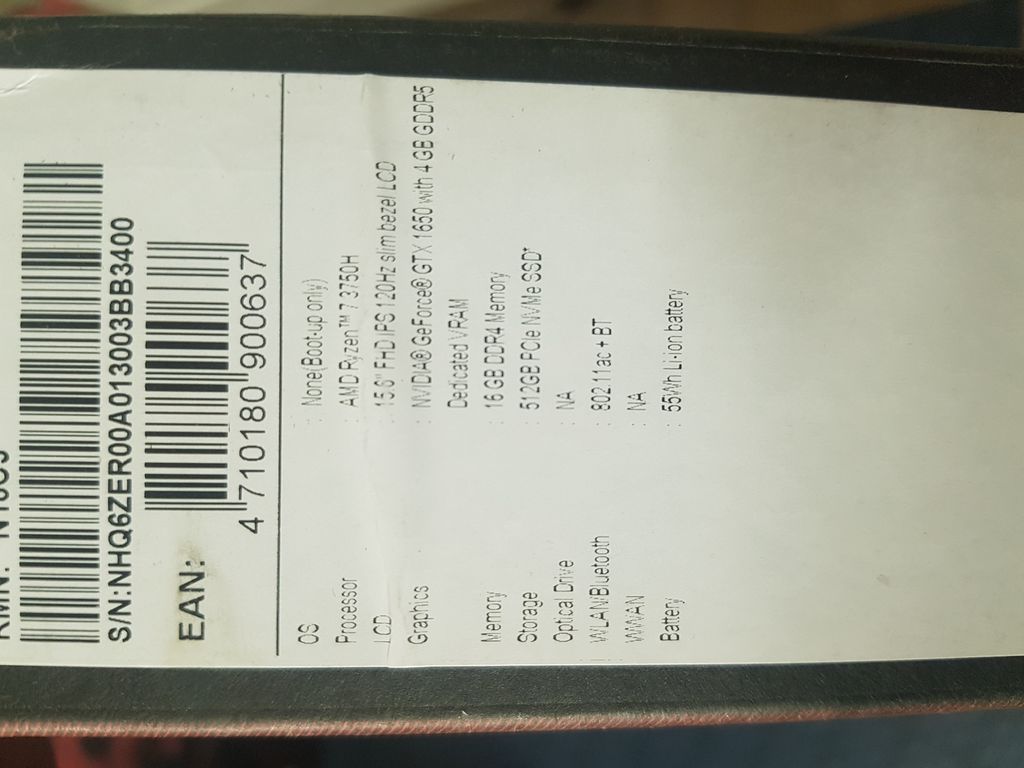 S/N:NHQ6ZER00A013003BB3400
EAN:
4 710180 900637
OS : None(Boot-up only)
Processor : AMD Ryzen™ 7 3750H
LCD : 15.6" FHD IPS 120Hz slim bezel LCD
Graphics : NVIDIA® GeForce® GTX 1650 with 4 GB GDDR5
Dedicated VRAM
Memory : 16 GB DDR4 Memory
Storage : 512GB PCIe NVMe SSD*
Optical Drive : NA
WLAN/Bluetooth : 802.11ac + BT
WWAN : NA
Battery : 55Wh Li-ion battery